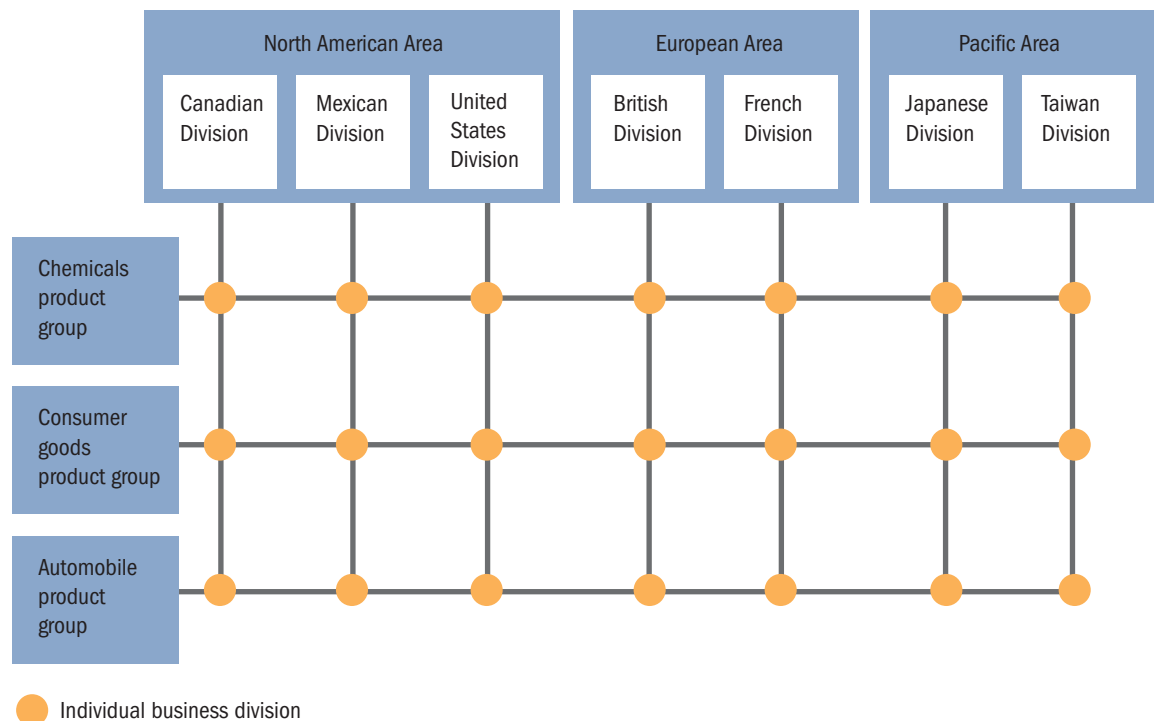 North American Area
Canadian
Division
Mexican
Division
United
States
Division
European Area
British
Division
French
Division
Pacific Area
Japanese
Division
Taiwan
Division
Chemicals
product
group
Consumer
goods
product group
Automobile
product
group
Individual business division